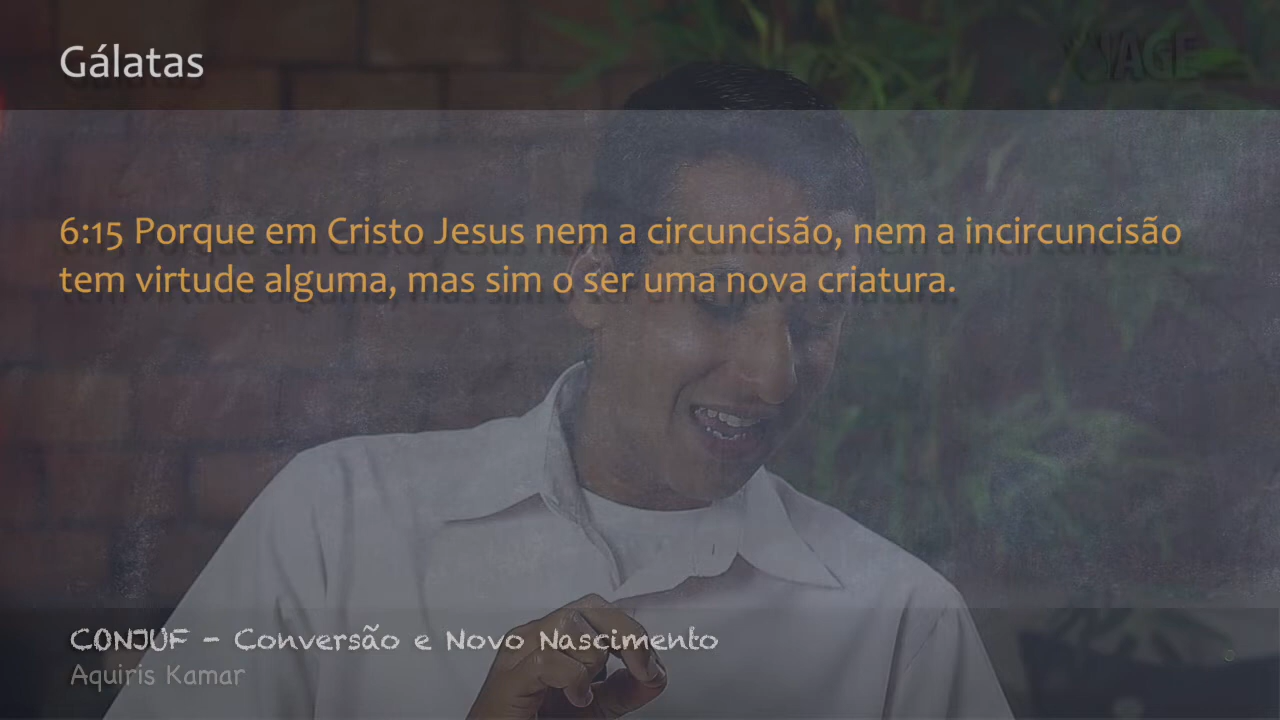 Gálatas
6:15 Porque em Cristo Jesus nem a circuncisão, nem a incircuncisão
tem virtude alguma, mas sim o ser uma nova criatura.
CONJUF - Conversão e Novo Nascimento
Aquiris Kamar